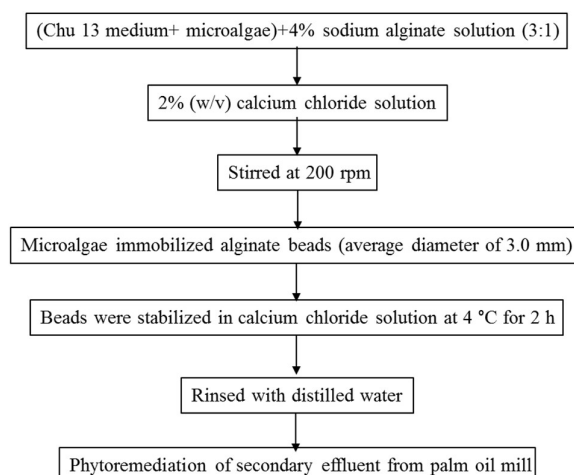 (Chu 13 medium+ microalgae)+4% sodium alginate solution (3:1)
2% (w/v) calcium chloride solution
Stirred at 200 rpm
Microalgae immobilized alginate beads (average diameter of 3.0 mm)
Beads were stabilized in calcium chloride solution at 4 °C for 2 h
Rinsed with distilled water
Phytoremediation of secondary effluent from palm oil mill